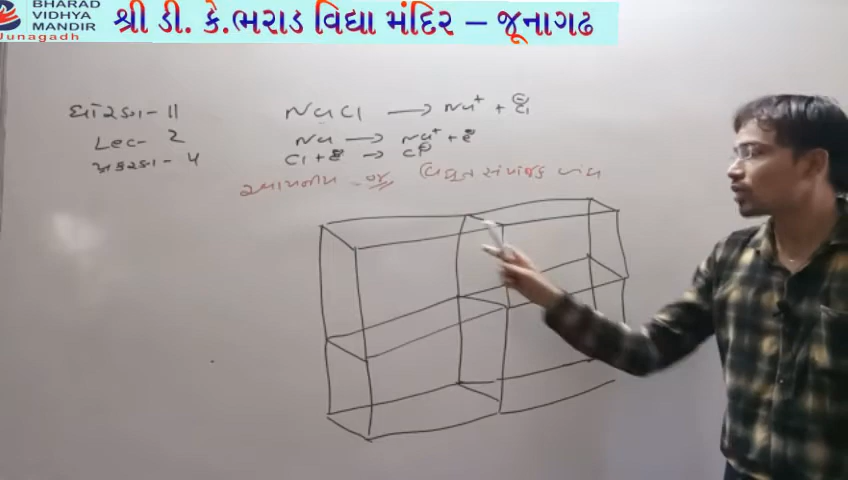 BHARAD
VIDHYA
MANDIR
Junagadh
શ્રી ડી. કે.ભરાડ વિદ્યા મંદિર – જૂનાગઢ
ધોરણ - 11
Lec - 2
પ્રકરણ - ૫
NaCl → Na⁺ + Cl
Na → Na⁺ + e
Cl + e → Cl
આયનીય વિદ્યુત સંયોજક બંધ